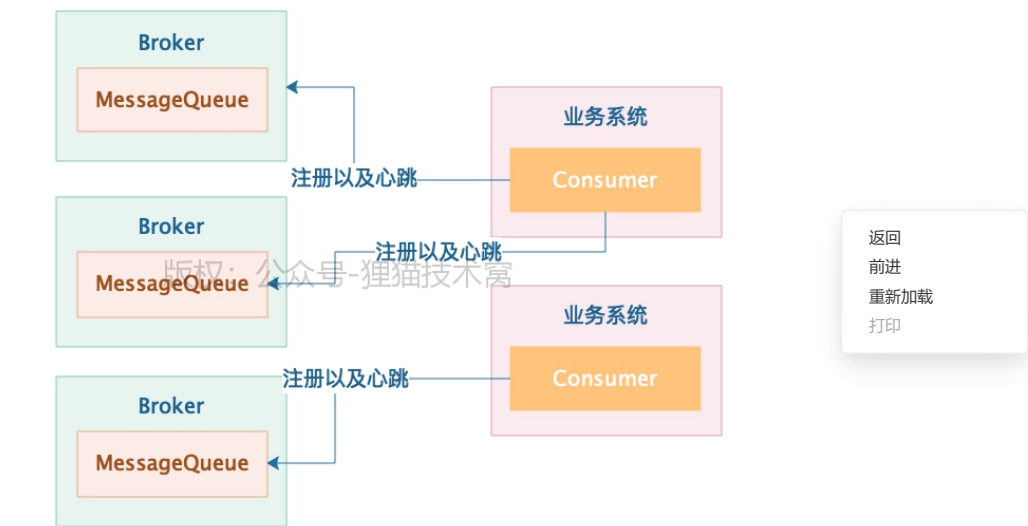 Broker
MessageQueue
业务系统
Consumer
注册以及心跳
Broker
MessageQueue
注册以及心跳
版权：公众号-狸猫技术窝
业务系统
Consumer
注册以及心跳
Broker
MessageQueue
返回
前进
重新加载
打印